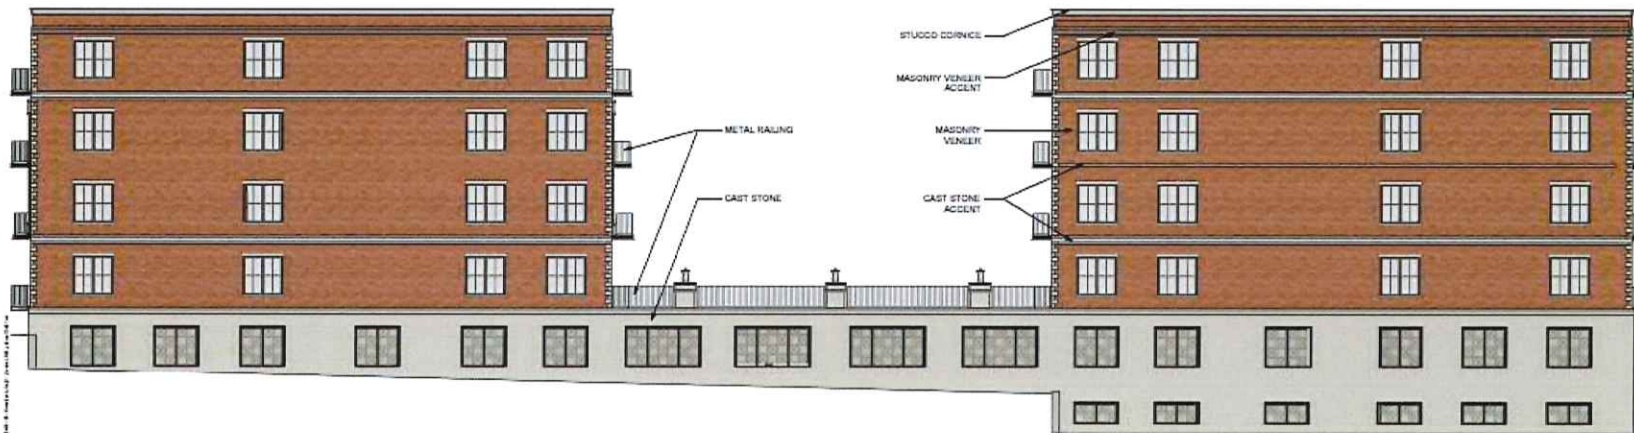 STUCCO CORNICE
MASONRY VENEER
ACCENT
METAL RAILING
MASONRY
VENEER
CAST STONE
CAST STONE
ACCENT